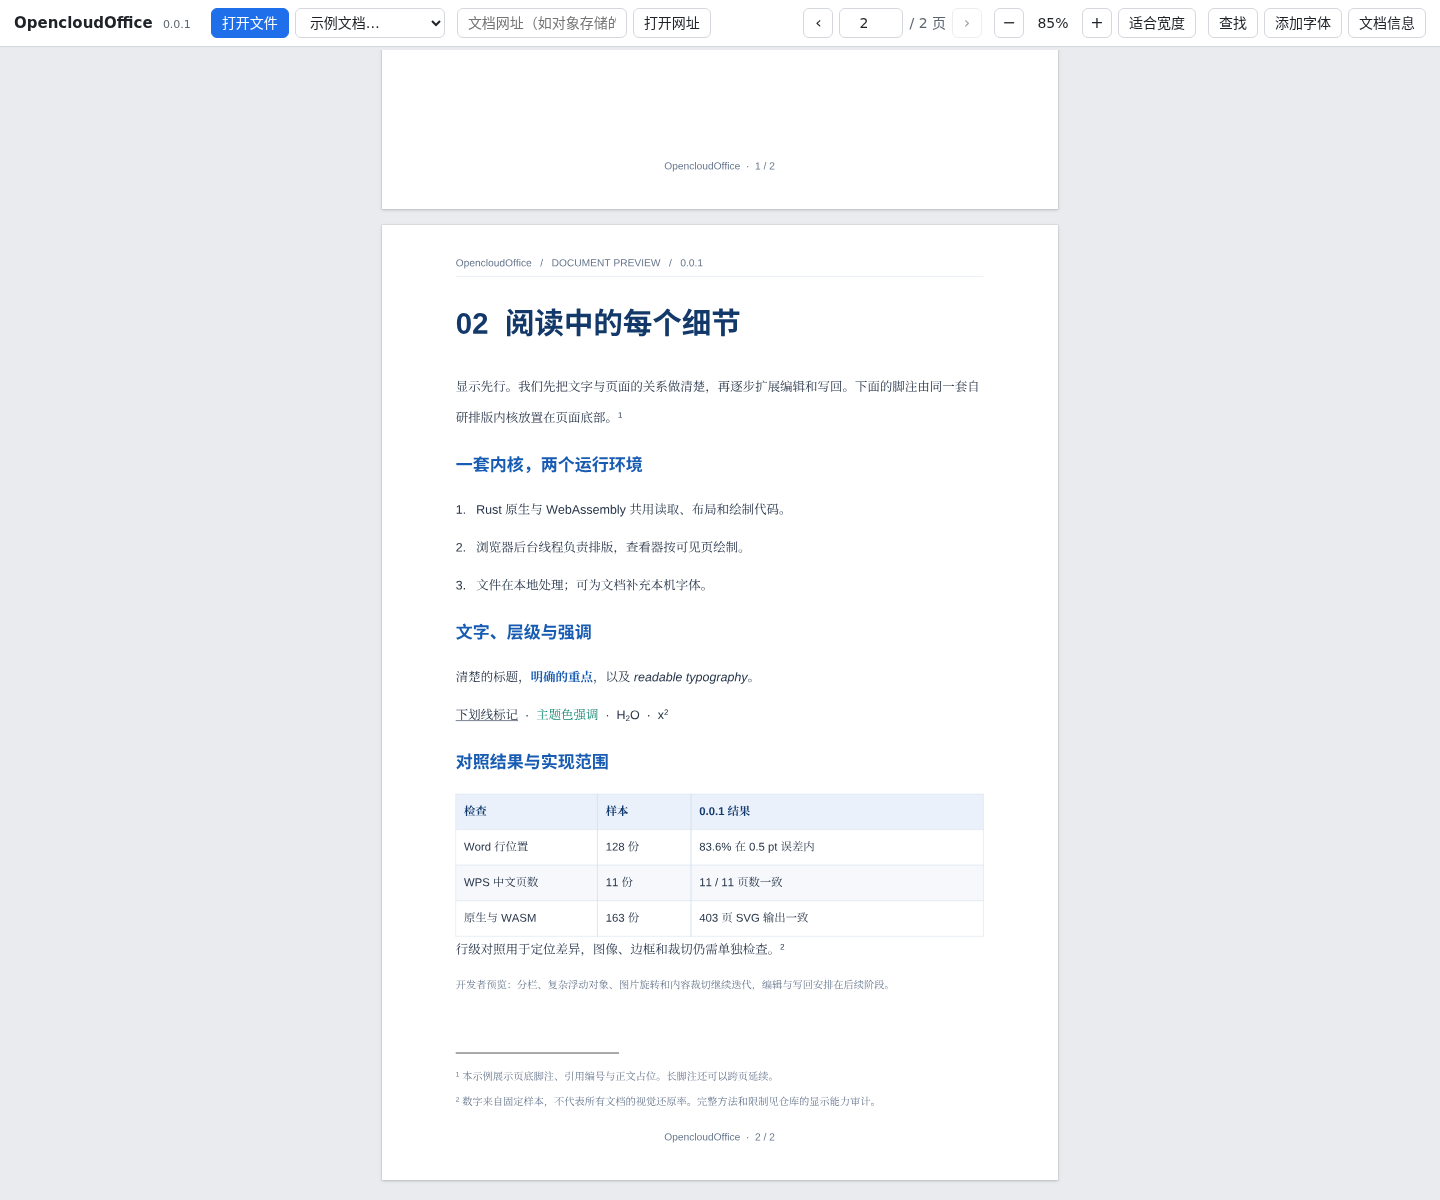 OpencloudOffice 0.0.1 打开文件 示例文档... 文档网址（如对象存储的 打开网址 ‹ 2 / 2 页 › − 85% + 适合宽度 查找 添加字体 文档信息
OpencloudOffice · 1 / 2
OpencloudOffice / DOCUMENT PREVIEW / 0.0.1
02 阅读中的每个细节
显示先行。我们先把文字与页面的关系做清楚，再逐步扩展编辑和写回。下面的脚注由同一套自
研排版内核放置在页面底部。¹
一套内核，两个运行环境
1. Rust 原生与 WebAssembly 共用读取、布局和绘制代码。
2. 浏览器后台线程负责排版，查看器按可见页绘制。
3. 文件在本地处理；可为文档补充本机字体。
文字、层级与强调
清楚的标题，明确的重点，以及 readable typography。
下划线标记 · 主题色强调 · H₂O · x²
对照结果与实现范围
检查 样本 0.0.1 结果
Word 行位置 128 份 83.6% 在 0.5 pt 误差内
WPS 中文页数 11 份 11 / 11 页数一致
原生与 WASM 163 份 403 页 SVG 输出一致
行级对照用于定位差异，图像、边框和裁切仍需单独检查。²
开发者预览：分栏、复杂浮动对象、图片旋转和内容裁切继续迭代，编辑与写回安排在后续阶段。
¹ 本示例展示页底脚注、引用编号与正文占位。长脚注还可以跨页延续。
² 数字来自固定样本，不代表所有文档的视觉还原率。完整方法和限制见仓库的显示能力审计。
OpencloudOffice · 2 / 2